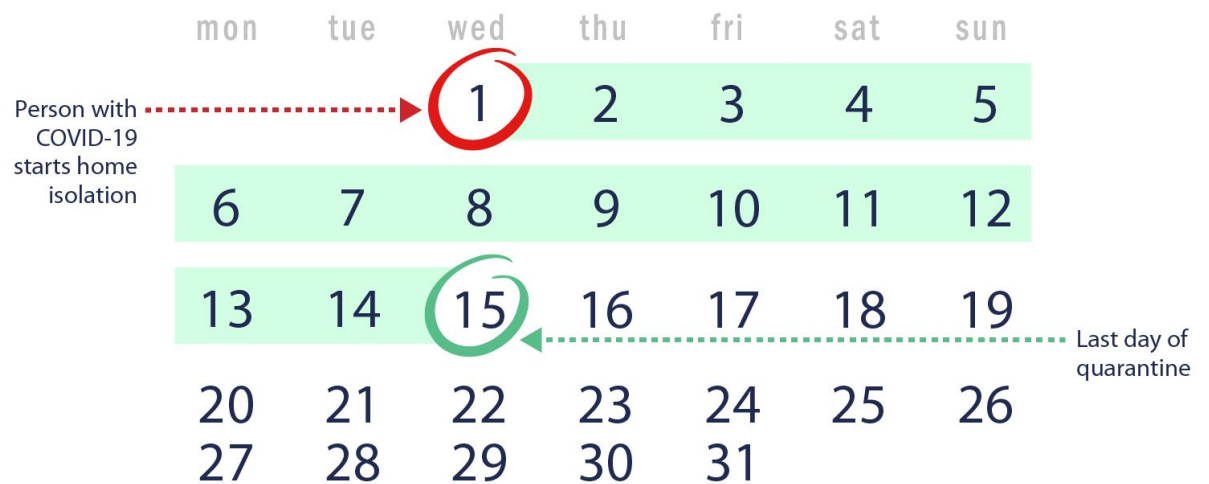 mon tue wed thu fri sat sun
Person with
COVID-19
starts home
isolation
1 2 3 4 5
6 7 8 9 10 11 12
13 14 15 16 17 18 19
Last day of
quarantine
20 21 22 23 24 25 26
27 28 29 30 31